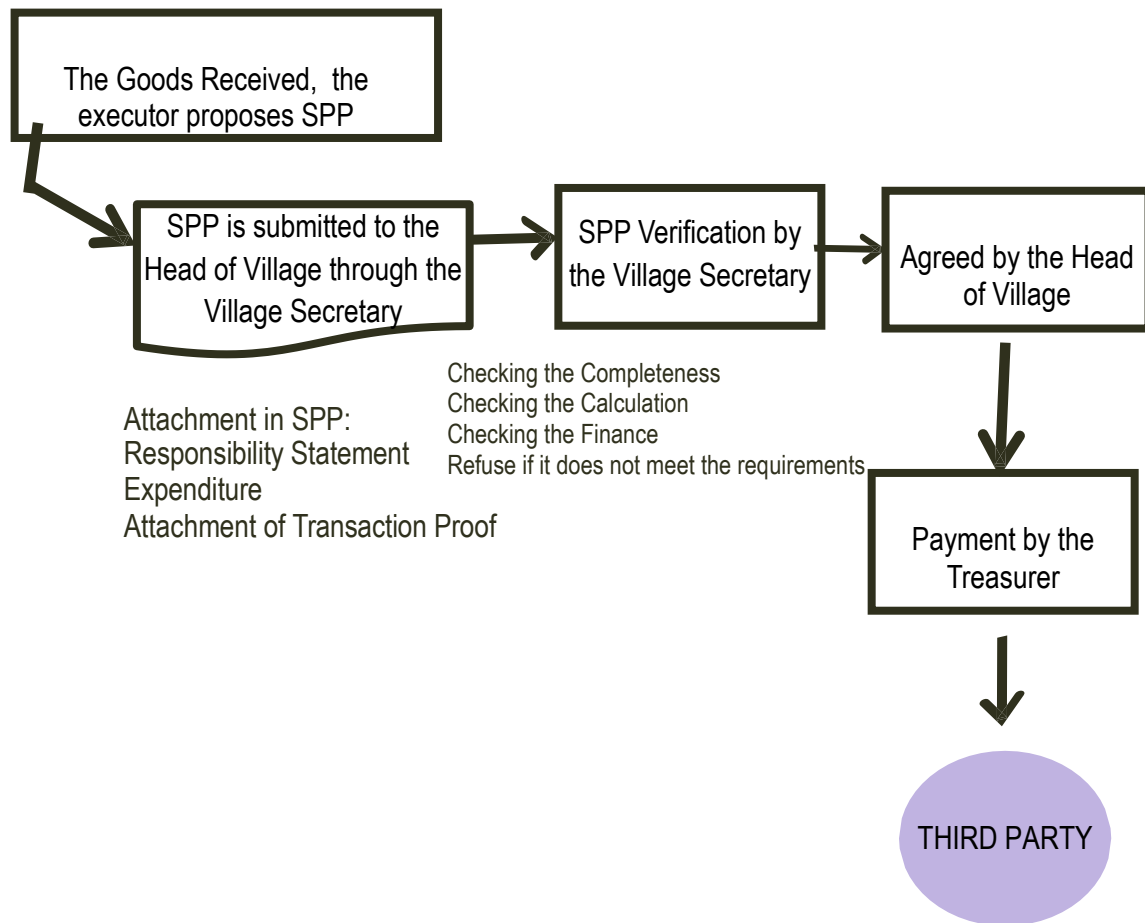 The Goods Received, the
executor proposes SPP
SPP is submitted to the
Head of Village through the
Village Secretary
SPP Verification by
the Village Secretary
Agreed by the Head
of Village
Attachment in SPP:
Responsibility Statement
Expenditure
Attachment of Transaction Proof
Checking the Completeness
Checking the Calculation
Checking the Finance
Refuse if it does not meet the requirements
Payment by the
Treasurer
THIRD PARTY